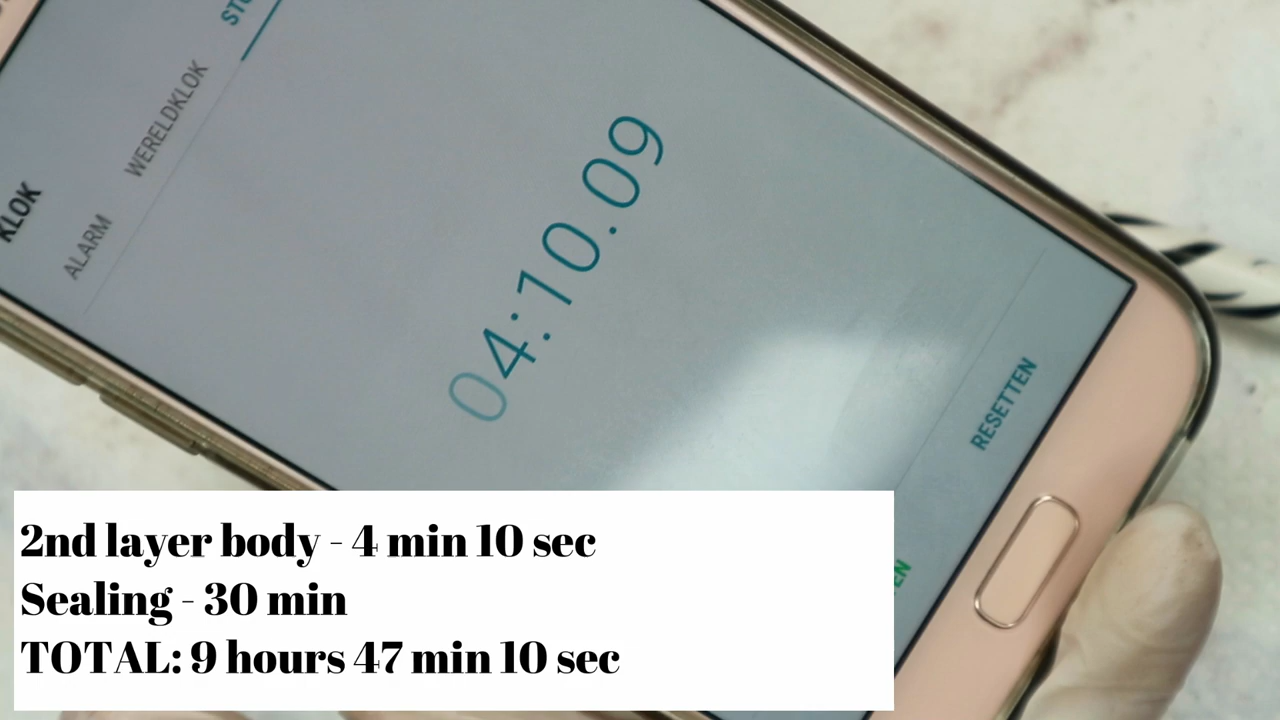 KLOK
ALARM
WERELDKLOK
04:10.09
RESETTEN
2nd layer body - 4 min 10 sec
Sealing - 30 min
TOTAL: 9 hours 47 min 10 sec